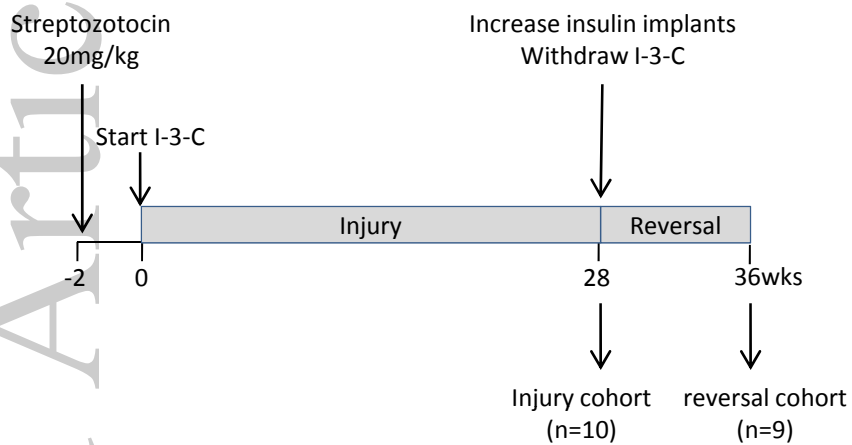 Streptozotocin
20mg/kg
Increase insulin implants
Withdraw I-3-C
Start I-3-C
Injury
Reversal
-2
0
28
36wks
Injury cohort
(n=10)
reversal cohort
(n=9)
Artic